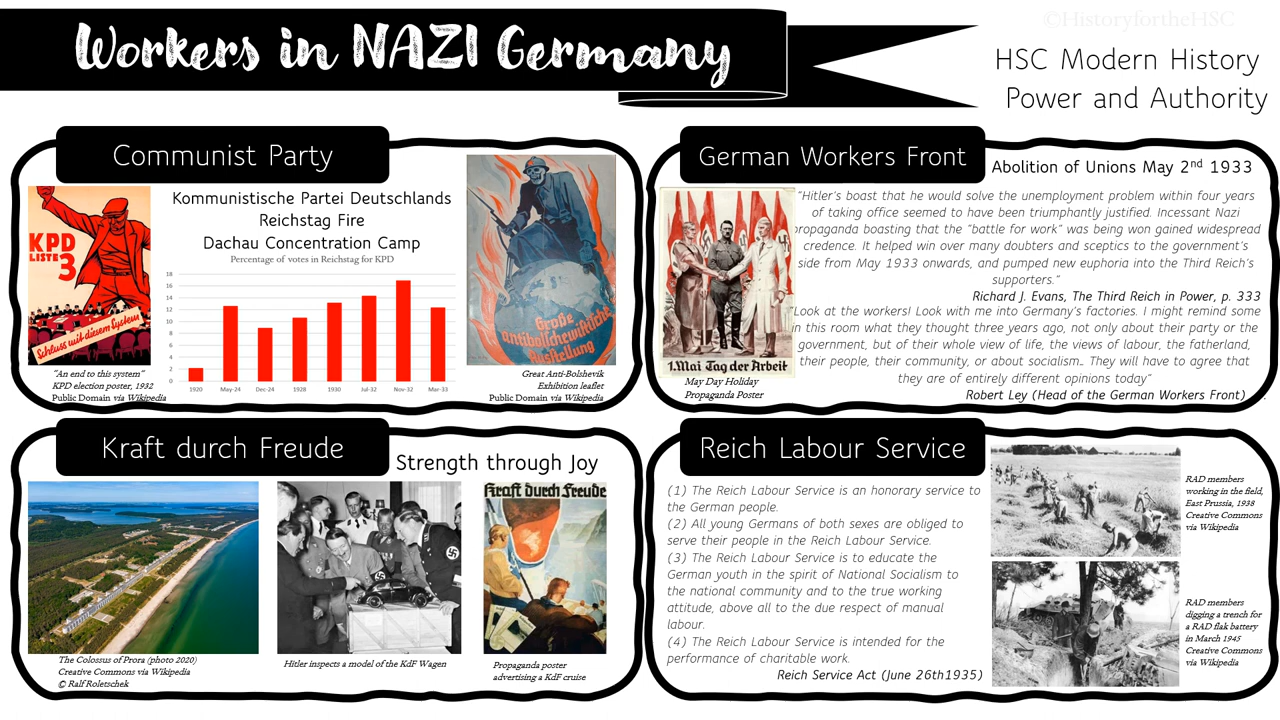 ©HistoryfortheHSC
Workers in NAZI Germany
HSC Modern History
Power and Authority
Communist Party
KPD
LISTE 3
Schluss mit diesem System
"An end to this system"
KPD election poster, 1932
Public Domain via Wikipedia
Kommunistische Partei Deutschlands
Reichstag Fire
Dachau Concentration Camp
Percentage of votes in Reichstag for KPD
18
16
14
12
10
8
6
4
2
0
1920 May-24 Dec-24 1928 1930 Jul-32 Nov-32 Mar-33
Große
antibolschewistische
Ausstellung
Great Anti-Bolshevik
Exhibition leaflet
Public Domain via Wikipedia
German Workers Front
Abolition of Unions May 2nd 1933
1. Mai Tag der Arbeit
May Day Holiday
Propaganda Poster
"Hitler's boast that he would solve the unemployment problem within four years
of taking office seemed to have been triumphantly justified. Incessant Nazi
propaganda boasting that the "battle for work" was being won gained widespread
credence. It helped win over many doubters and sceptics to the government's
side from May 1933 onwards, and pumped new euphoria into the Third Reich's
supporters."
Richard J. Evans, The Third Reich in Power, p. 333
"Look at the workers! Look with me into Germany's factories. I might remind some
in this room what they thought three years ago, not only about their party or the
government, but of their whole view of life, the views of labour, the fatherland,
their people, their community, or about socialism.. They will have to agree that
they are of entirely different opinions today"
Robert Ley (Head of the German Workers Front)
Kraft durch Freude
Strength through Joy
The Colossus of Prora (photo 2020)
Creative Commons via Wikipedia
© Ralf Roletschek
Hitler inspects a model of the KdF Wagen
Kraft durch Freude
Propaganda poster
advertising a KdF cruise
Reich Labour Service
(1) The Reich Labour Service is an honorary service to
the German people.
(2) All young Germans of both sexes are obliged to
serve their people in the Reich Labour Service.
(3) The Reich Labour Service is to educate the
German youth in the spirit of National Socialism to
the national community and to the true working
attitude, above all to the due respect of manual
labour.
(4) The Reich Labour Service is intended for the
performance of charitable work.
Reich Service Act (June 26th1935)
RAD members
working in the field,
East Prussia, 1938
Creative Commons
via Wikipedia
RAD members
digging a trench for
a RAD flak battery
in March 1945
Creative Commons
via Wikipedia